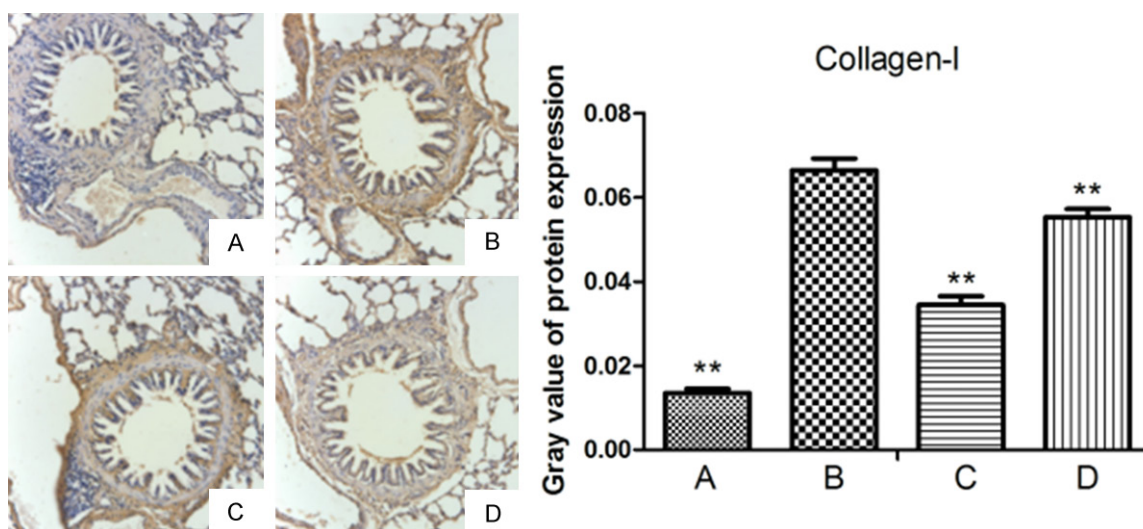 A
B
C
D
Collagen-I
Gray value of protein expression
0.08
0.06
0.04
0.02
0.00
**
**
**
A
B
C
D